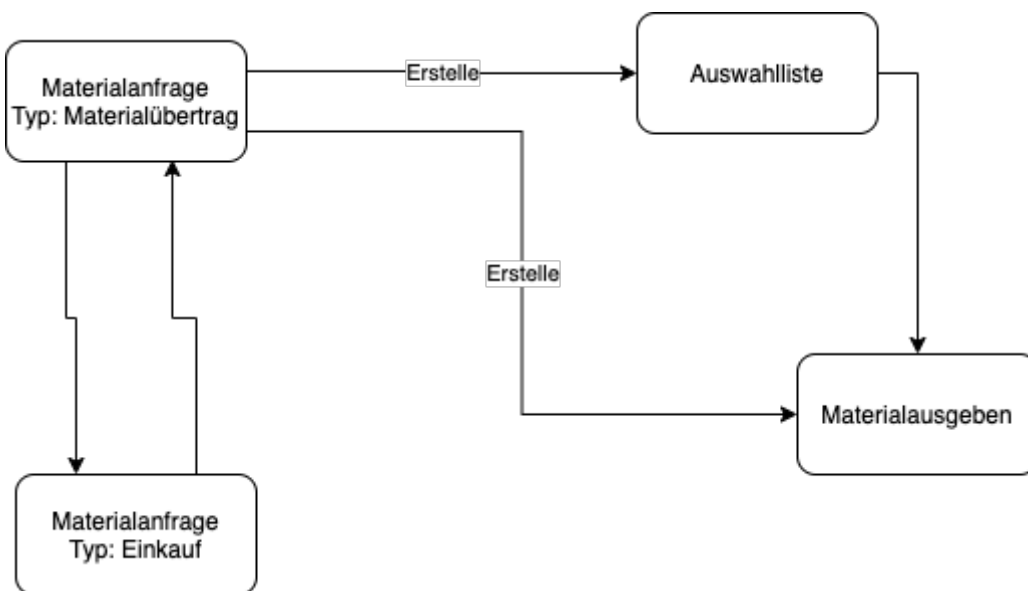 Materialanfrage
Typ: Materialübertrag
Erstelle
Auswahlliste
Erstelle
Materialausgeben
Materialanfrage
Typ: Einkauf